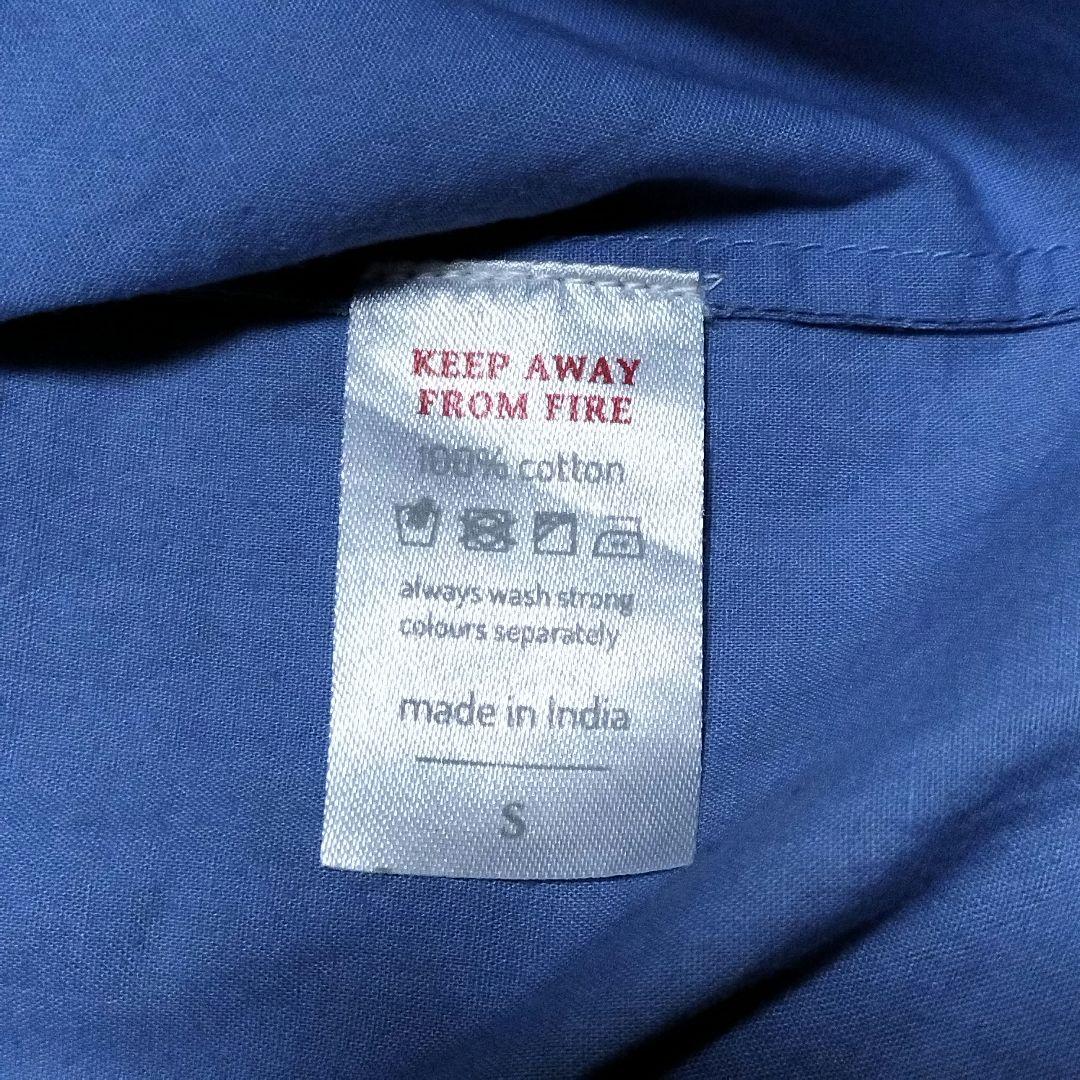 KEEP AWAY
FROM FIRE
100% cotton
always wash strong
colours separately
made in India
S